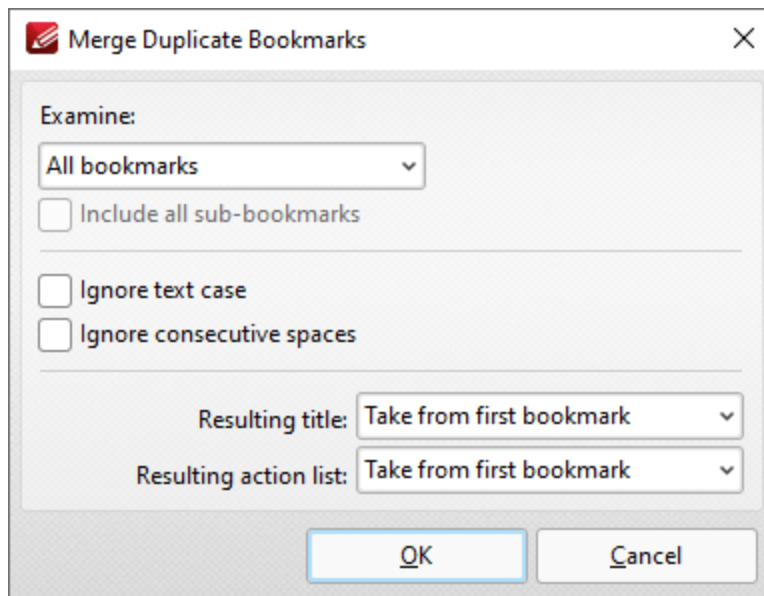 Merge Duplicate Bookmarks
Examine:
All bookmarks
Include all sub-bookmarks
Ignore text case
Ignore consecutive spaces
Resulting title: Take from first bookmark
Resulting action list: Take from first bookmark
OK Cancel